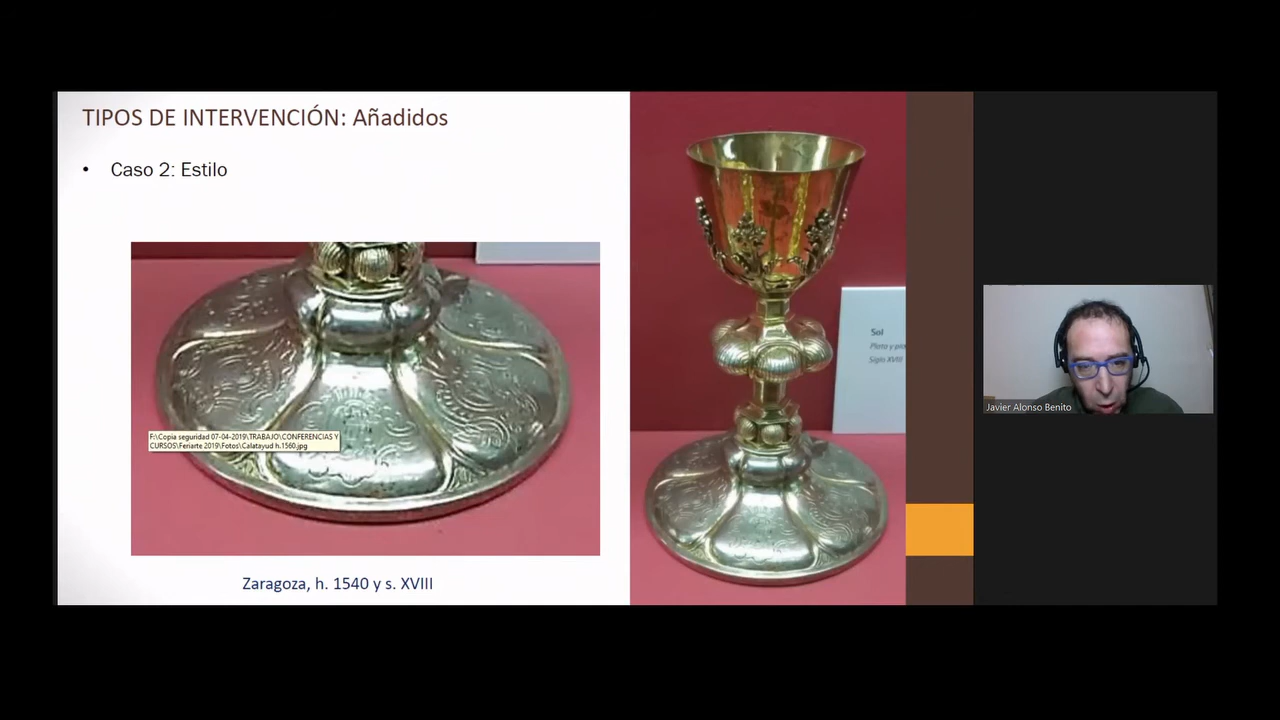 TIPOS DE INTERVENCIÓN: Añadidos
• Caso 2: Estilo
F:\Copia seguridad 07-04-2019\TRABAJO\CONFERENCIAS Y
CURSOS\Feriarte 2019\Fotos\Calatayud h.1560.jpg
Zaragoza, h. 1540 y s. XVIII
Sol
Plata y
Siglo XVIII
Javier Alonso Benito